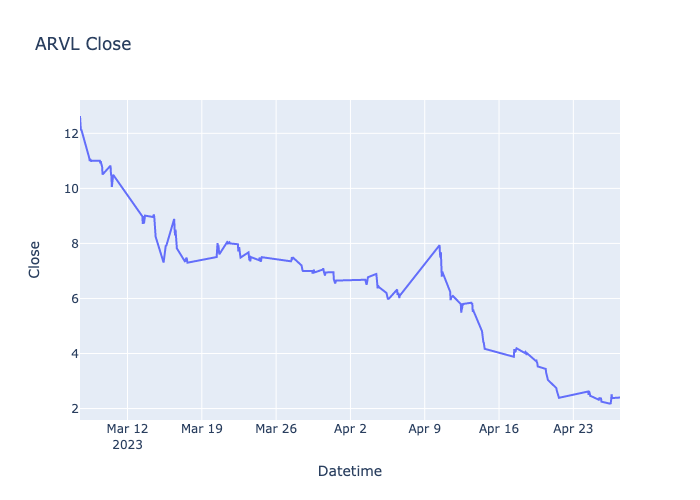 ARVL Close
12
10
8
6
4
2
Close
Mar 12
2023
Mar 19
Mar 26
Apr 2
Apr 9
Apr 16
Apr 23
Datetime